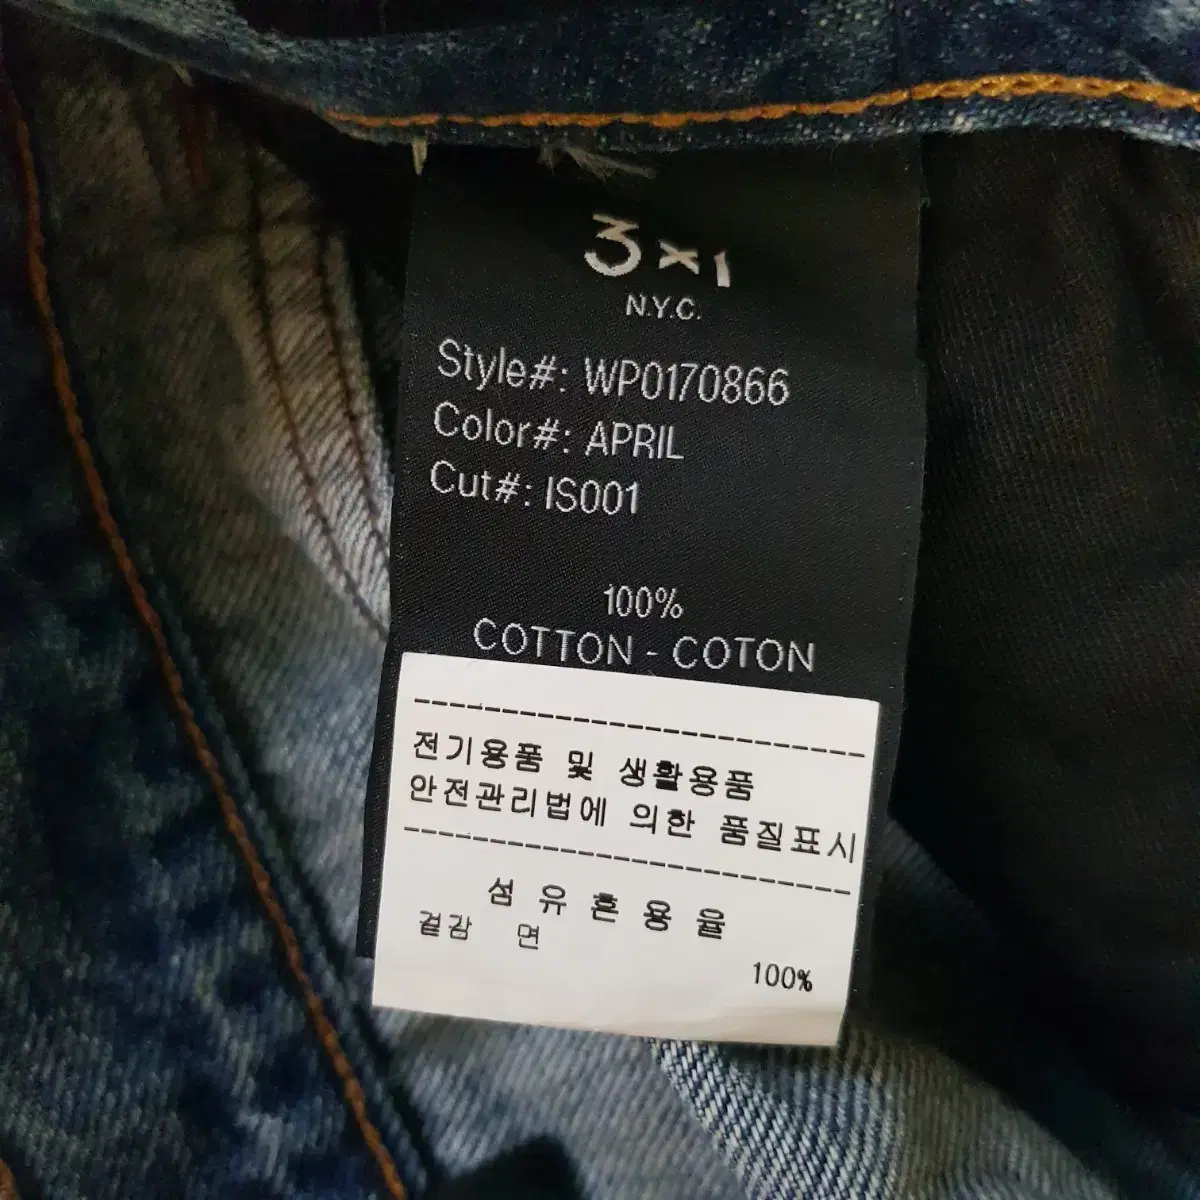 3x1
N.Y.C.
Style#: WP0170866
Color#: APRIL
Cut#: IS001
100%
COTTON - COTON
전기용품 및 생활용품
안전관리법에 의한 품질표시
섬 유 혼 용 율
겉감 면
100%